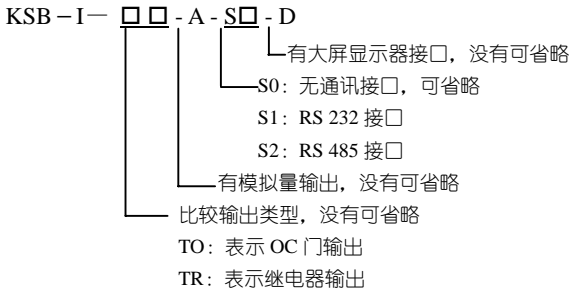 KSB－I— □ □ - A - S□ - D
有大屏显示器接口，没有可省略
S0：无通讯接口，可省略
S1：RS 232 接口
S2：RS 485 接口
有模拟量输出，没有可省略
比较输出类型，没有可省略
TO：表示 OC 门输出
TR：表示继电器输出